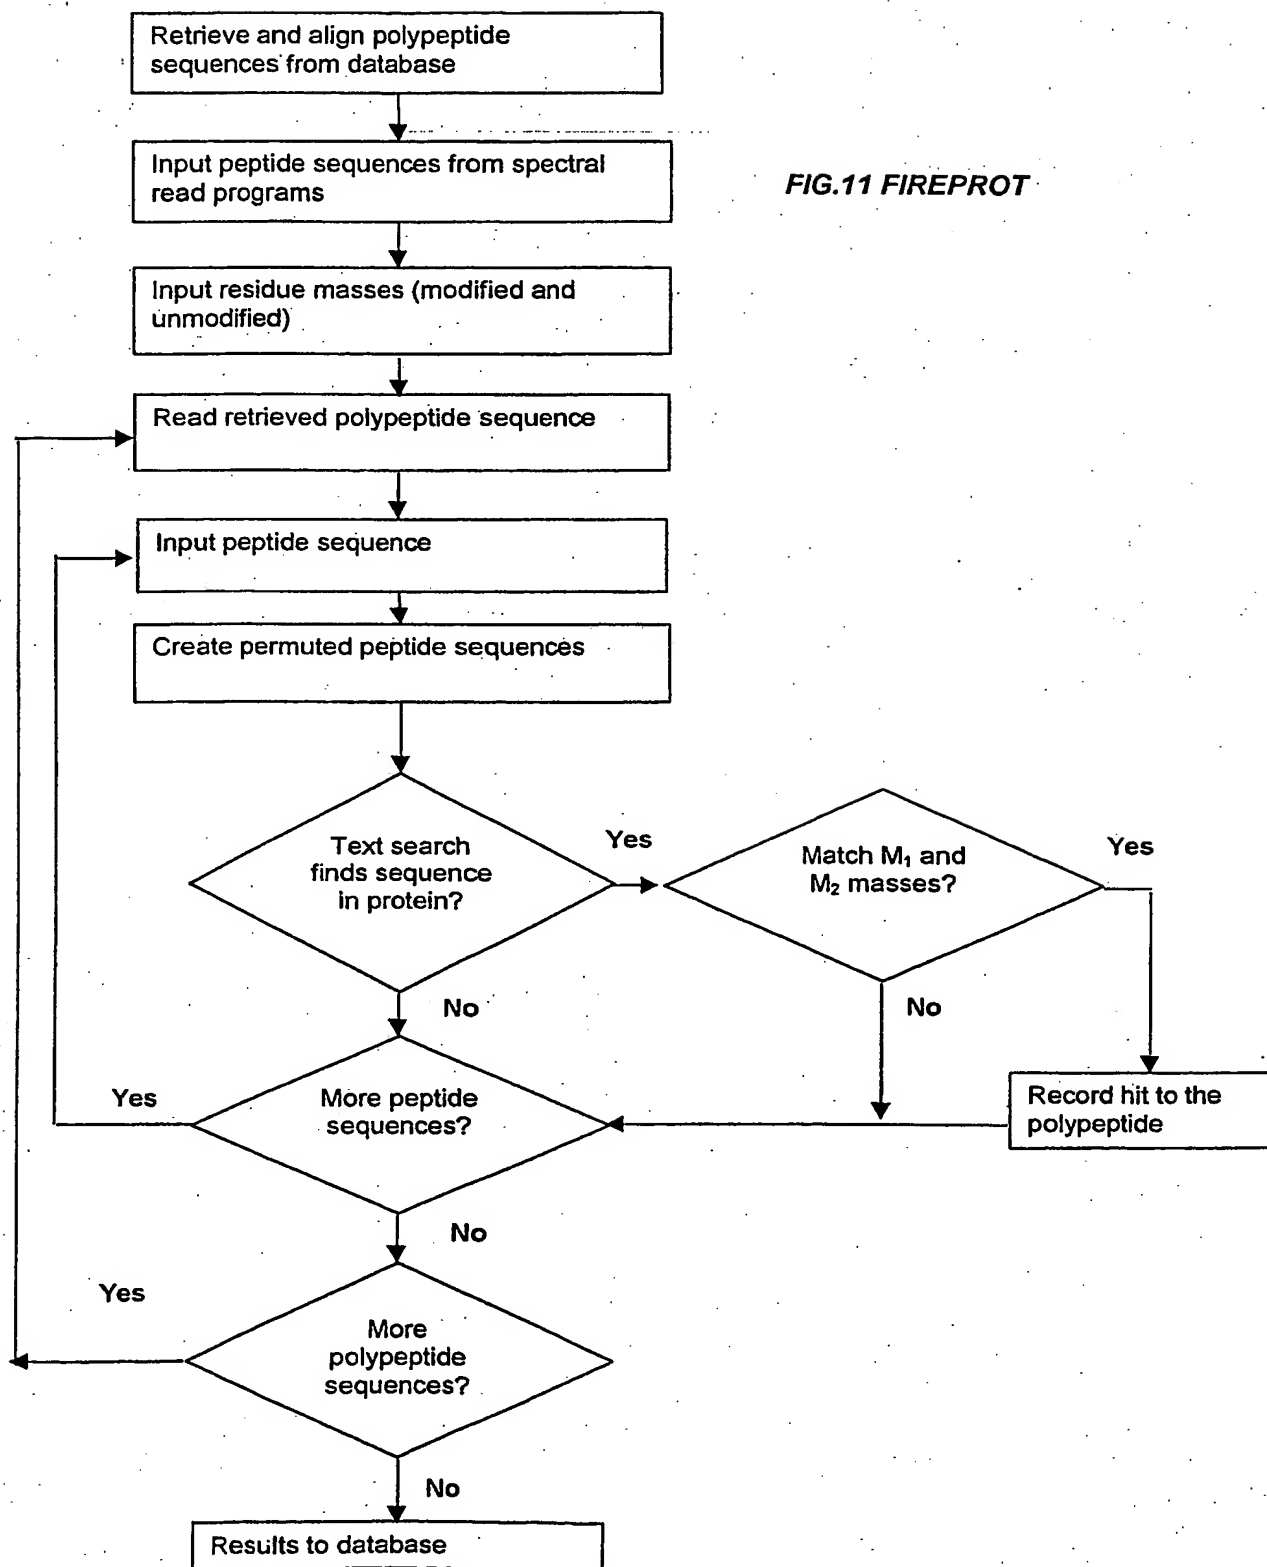 Retrieve and align polypeptide
sequences from database
Input peptide sequences from spectral
read programs
FIG.11 FIREPROT
Input residue masses (modified and
unmodified)
Read retrieved polypeptide sequence
Input peptide sequence
Create permuted peptide sequences
Text search
finds sequence
in protein?
Yes
Match M₁ and
M₂ masses?
Yes
No
No
More peptide
sequences?
Yes
Record hit to the
polypeptide
No
Yes
More
polypeptide
sequences?
No
Results to database